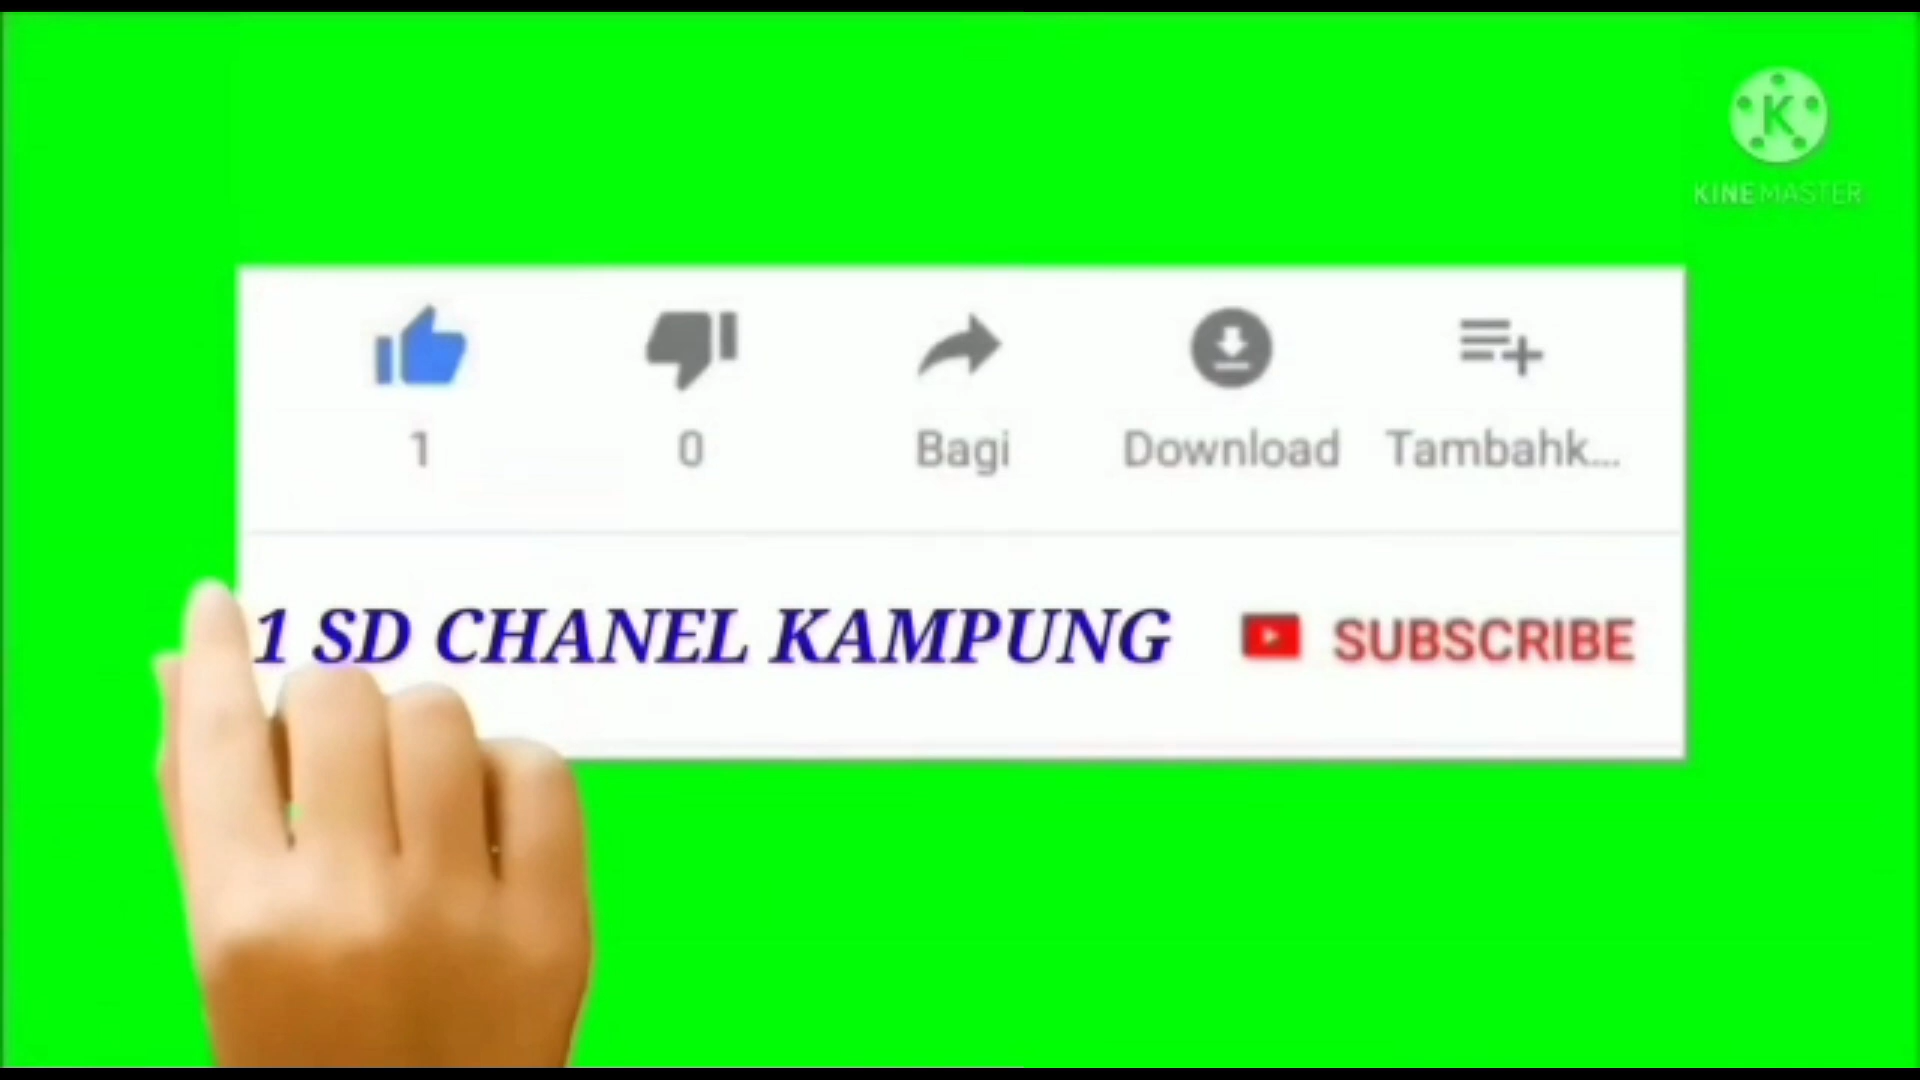 K
KINEMASTER
1 0 Bagi Download Tambahk...
1 SD CHANEL KAMPUNG SUBSCRIBE